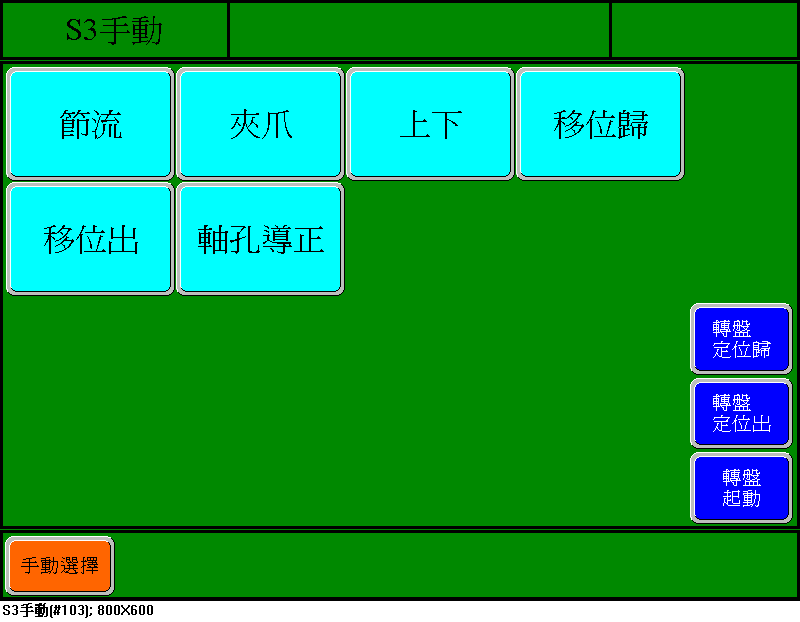 S3手動
節流
夾爪
上下
移位歸
移位出
軸孔導正
轉盤
定位歸
轉盤
定位出
轉盤
起動
手動選擇
S3手動(#103); 800X600